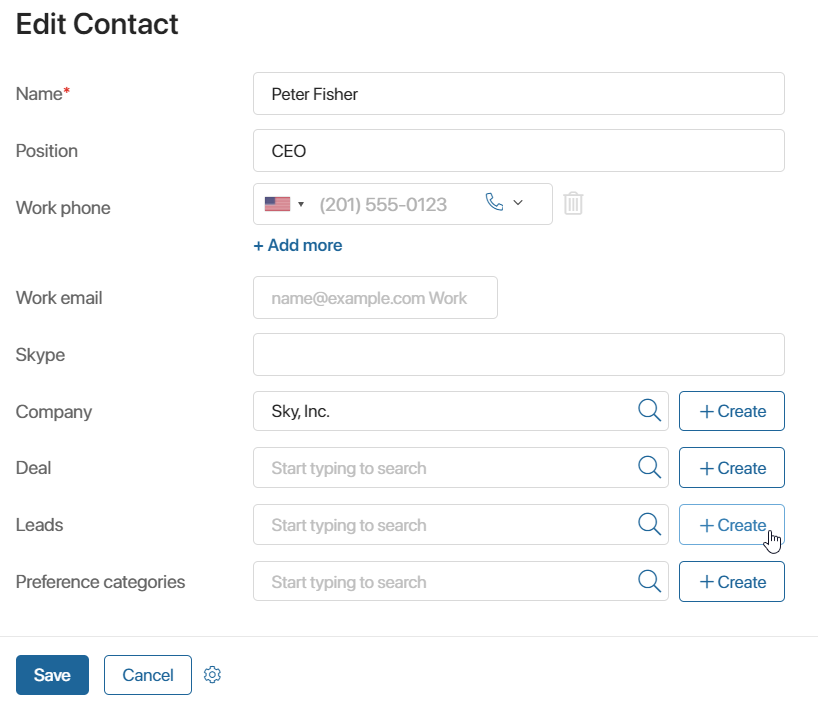 Edit Contact
Name* Peter Fisher
Position CEO
Work phone (201) 555-0123
+ Add more
Work email name@example.com Work
Skype
Company Sky, Inc. +Create
Deal Start typing to search +Create
Leads Start typing to search +Create
Preference categories Start typing to search +Create
Save Cancel